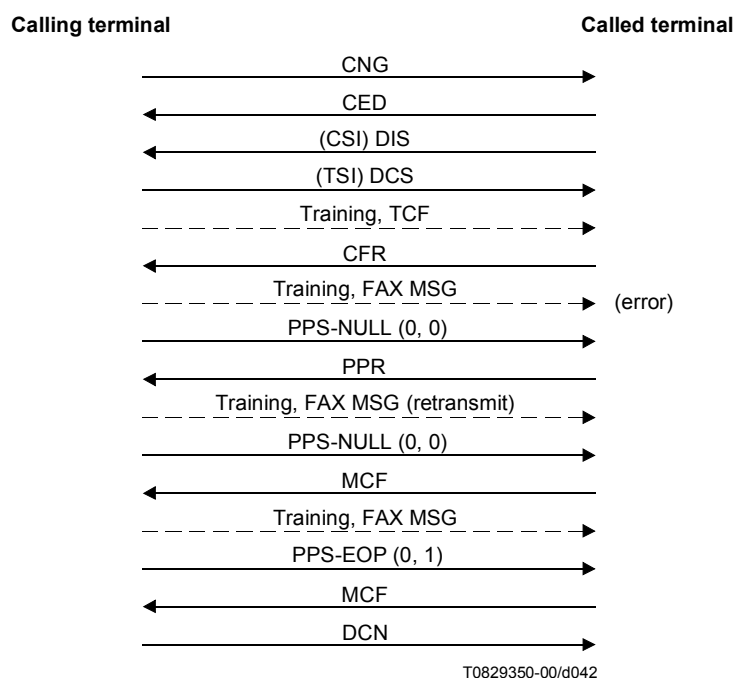 Calling terminal Called terminal
CNG
CED
(CSI) DIS
(TSI) DCS
Training, TCF
CFR
Training, FAX MSG (error)
PPS-NULL (0, 0)
PPR
Training, FAX MSG (retransmit)
PPS-NULL (0, 0)
MCF
Training, FAX MSG
PPS-EOP (0, 1)
MCF
DCN
T0829350-00/d042